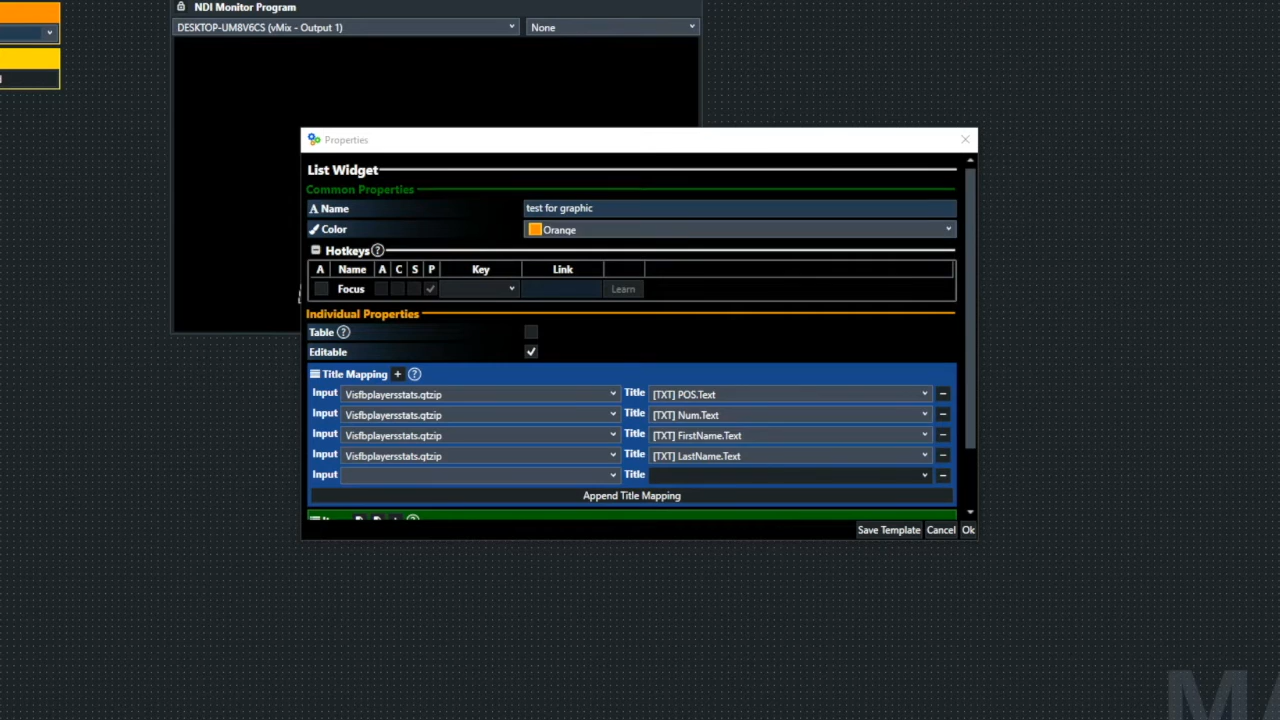 NDI Monitor Program
DESKTOP-UM8V6CS (vMix - Output 1) None
Properties
List Widget
Common Properties
Name test for graphic
Color Orange
Hotkeys ?
A Name A C S P Key Link
Focus Learn
Individual Properties
Table ?
Editable
Title Mapping + ?
Input Visfbplayersstats.gtzip Title [TXT] POS.Text
Input Visfbplayersstats.gtzip Title [TXT] Num.Text
Input Visfbplayersstats.gtzip Title [TXT] FirstName.Text
Input Visfbplayersstats.gtzip Title [TXT] LastName.Text
Input Title
Append Title Mapping
Save Template Cancel Ok